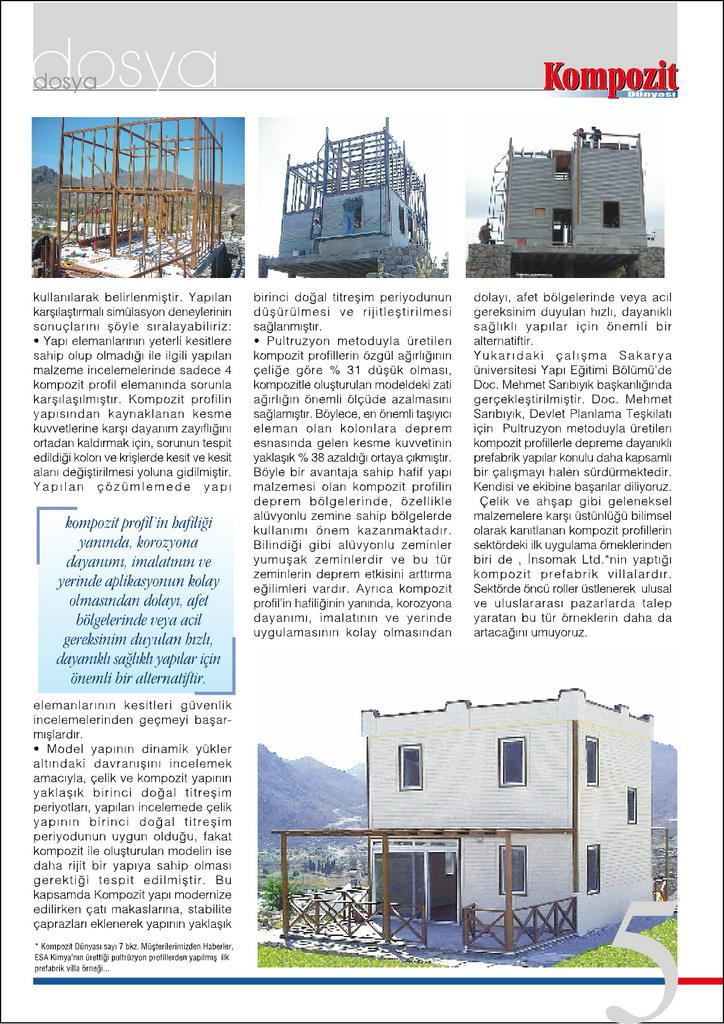 dosya
dosya
Kompozit
Dünyası
kullanılarak belirlenmiştir. Yapılan
karşılaştırmalı simülasyon deneylerinin
sonuçlarını şöyle sıralayabiliriz:
• Yapı elemanlarının yeterli kesitlere
sahip olup olmadığı ile ilgili yapılan
malzeme incelemelerinde sadece 4
kompozit profil elemanında sorunla
karşılaşılmıştır. Kompozit profilin
yapısından kaynaklanan kesme
kuvvetlerine karşı dayanım zayıflığını
ortadan kaldırmak için, sorunun tespit
edildiği kolon ve krişlerde kesit ve kesit
alanı değiştirilmesi yoluna gidilmiştir.
Yapılan çözümlemede yapı
kompozit profil'in hafifliği
yanında, korozyona
dayanımı, imalatının ve
yerinde aplikasyonun kolay
olmasından dolayı, afet
bölgelerinde veya acil
gereksinim duyulan hızlı,
dayanıklı sağlıklı yapılar için
önemli bir alternatiftir.
elemanlarının kesitleri güvenlik
incelemelerinden geçmeyi başar-
mışlardır.
• Model yapının dinamik yükler
altındaki davranışını incelemek
amacıyla, çelik ve kompozit yapının
yaklaşık birinci doğal titreşim
periyotları, yapılan incelemede çelik
yapının birinci doğal titreşim
periyodunun uygun olduğu, fakat
kompozit ile oluşturulan modelin ise
daha rijit bir yapıya sahip olması
gerektiği tespit edilmiştir. Bu
kapsamda Kompozit yapı modernize
edilirken çatı makaslarına, stabilite
çaprazları eklenerek yapının yaklaşık
* Kompozit Dünyası sayı 7 bkz. Müşterilerimizden Haberler,
ESA Kimya'nın ürettiği pultrüzyon profillerden yapılmış ilk
prefabrik villa örneği...
birinci doğal titreşim periyodunun
düşürülmesi ve rijitleştirilmesi
sağlanmıştır.
• Pultruzyon metoduyla üretilen
kompozit profillerin özgül ağırlığının
çeliğe göre % 31 düşük olması,
kompozitle oluşturulan modeldeki zati
ağırlığın önemli ölçüde azalmasını
sağlamıştır. Böylece, en önemli taşıyıcı
eleman olan kolonlara deprem
esnasında gelen kesme kuvvetinin
yaklaşık % 38 azaldığı ortaya çıkmıştır.
Böyle bir avantaja sahip hafif yapı
malzemesi olan kompozit profilin
deprem bölgelerinde, özellikle
alüvyonlu zemine sahip bölgelerde
kullanımı önem kazanmaktadır.
Bilindiği gibi alüvyonlu zeminler
yumuşak zeminlerdir ve bu tür
zeminlerin deprem etkisini arttırma
eğilimleri vardır. Ayrıca kompozit
profil'in hafiliğinin yanında, korozyona
dayanımı, imalatının ve yerinde
uygulamasının kolay olmasından
dolayı, afet bölgelerinde veya acil
gereksinim duyulan hızlı, dayanıklı
sağlıklı yapılar için önemli bir
alternatiftir.
Yukarıdaki çalışma Sakarya
üniversitesi Yapı Eğitimi Bölümü'de
Doc. Mehmet Sarıbıyık başkanlığında
gerçekleştirilmiştir. Doc. Mehmet
Sarıbıyık, Devlet Planlama Teşkilatı
için Pultruzyon metoduyla üretilen
kompozit profillerle depreme dayanıklı
prefabrik yapılar konulu daha kapsamlı
bir çalışmayı halen sürdürmektedir.
Kendisi ve ekibine başarılar diliyoruz.
Çelik ve ahşap gibi geleneksel
malzemelere karşı üstünlüğü bilimsel
olarak kanıtlanan kompozit profillerin
sektördeki ilk uygulama örneklerinden
biri de , İnsomak Ltd.*nin yaptığı
kompozit prefabrik villalardır.
Sektörde öncü roller üstlenerek ulusal
ve uluslararası pazarlarda talep
yaratan bu tür örneklerin daha da
artacağını umuyoruz.
5